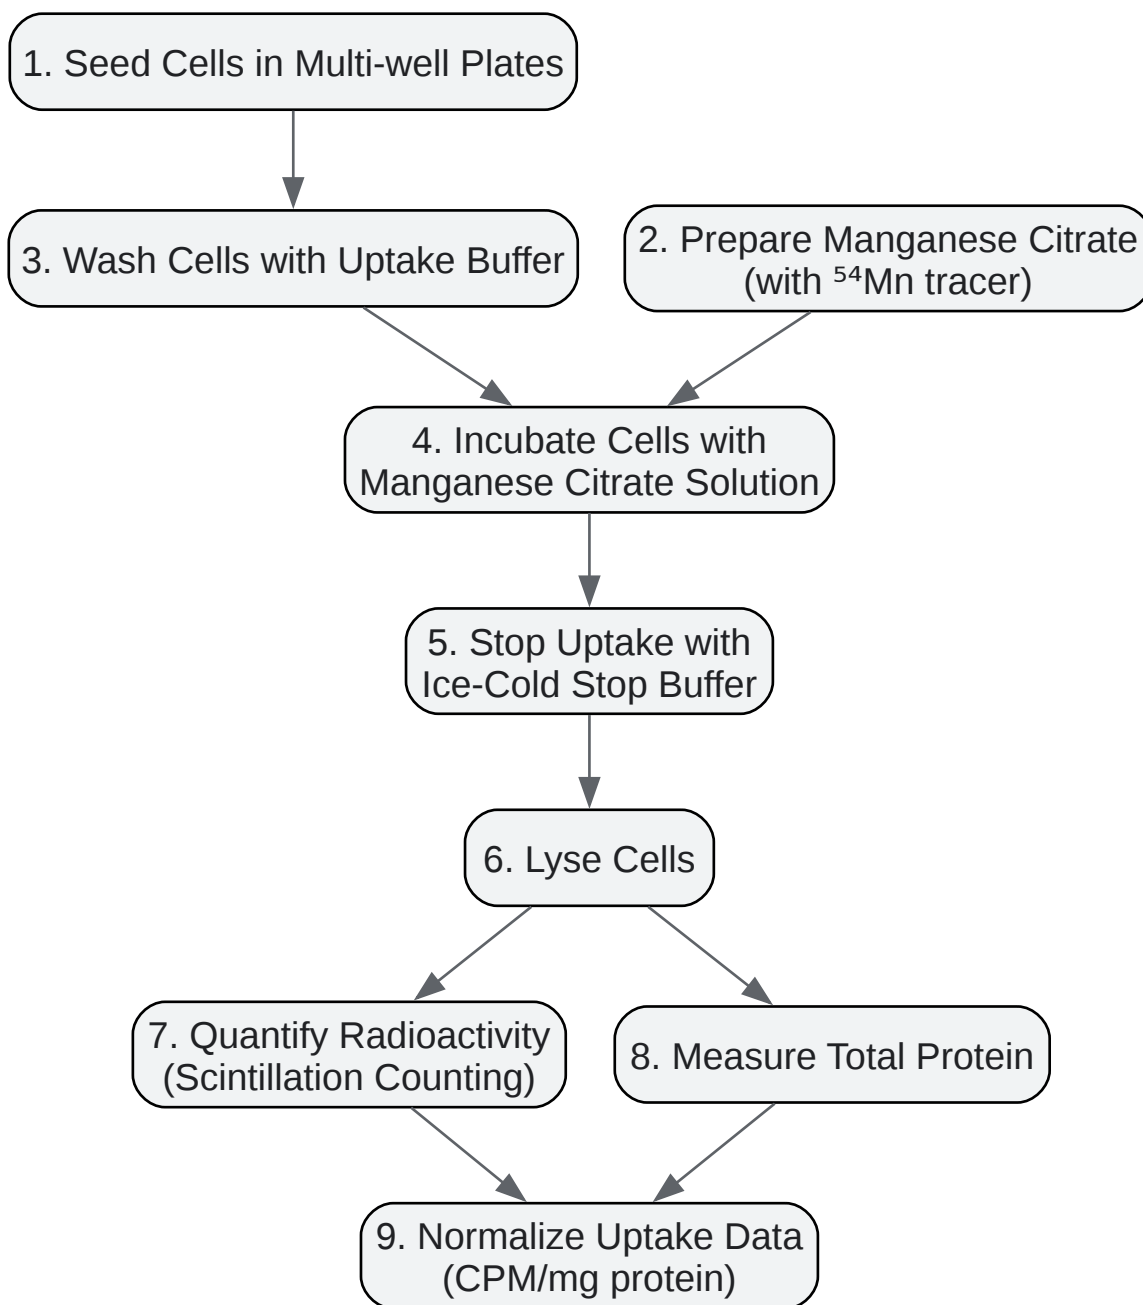 1. Seed Cells in Multi-well Plates
3. Wash Cells with Uptake Buffer
2. Prepare Manganese Citrate
(with ⁵⁴Mn tracer)
4. Incubate Cells with
Manganese Citrate Solution
5. Stop Uptake with
Ice-Cold Stop Buffer
6. Lyse Cells
7. Quantify Radioactivity
(Scintillation Counting)
8. Measure Total Protein
9. Normalize Uptake Data
(CPM/mg protein)